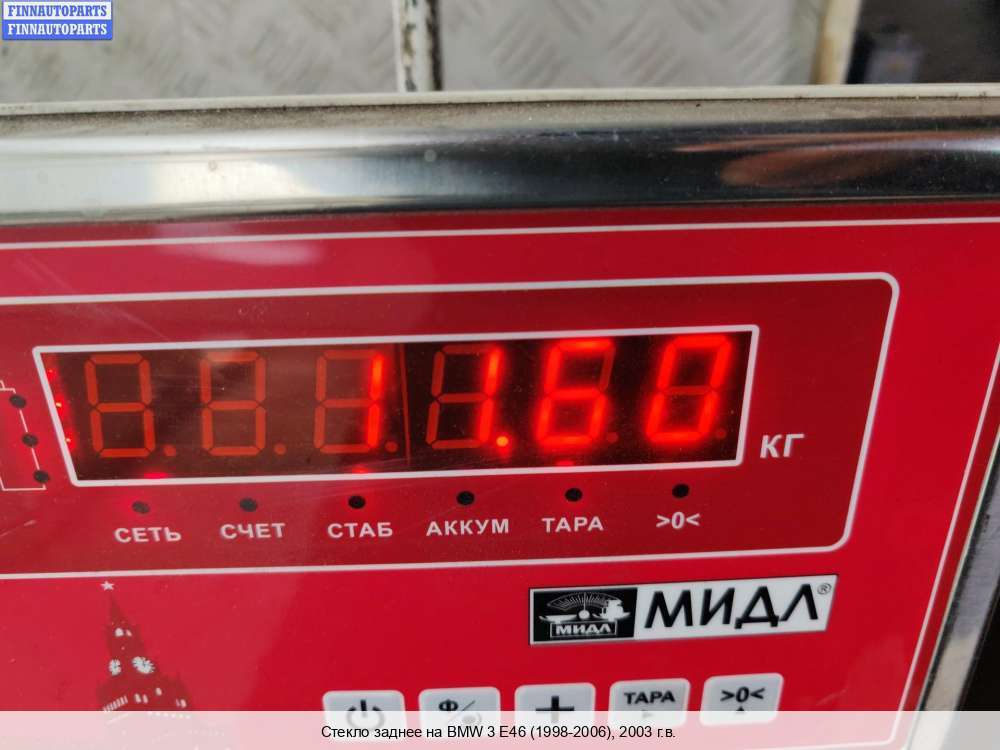 FINNAUTOPARTS
FINNAUTOPARTS
11.60
КГ
СЕТЬ СЧЕТ СТАБ АККУМ ТАРА >0<
МИДЛ МИДЛ®
Ф ТАРА >0<
Стекло заднее на BMW 3 E46 (1998-2006), 2003 г.в.